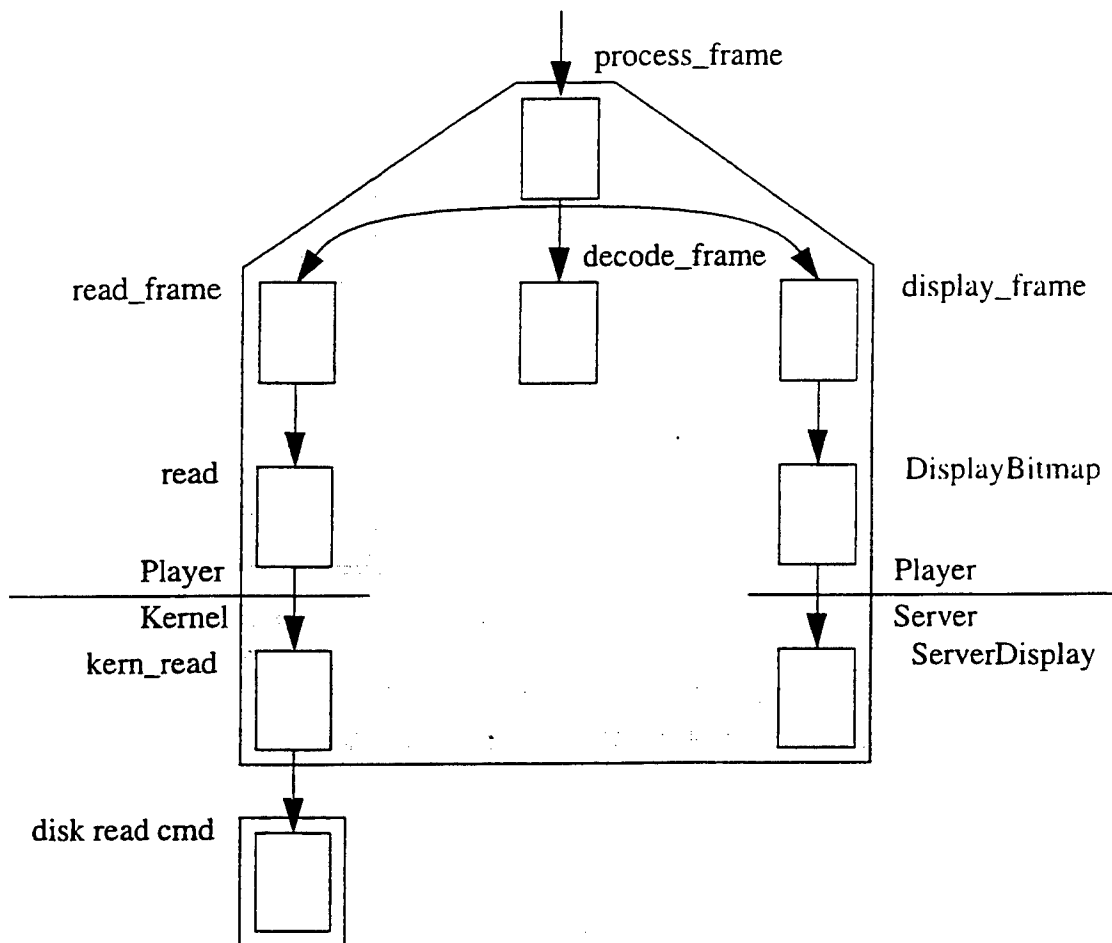 process_frame
decode_frame
read_frame
display_frame
read
DisplayBitmap
Player
Player
Kernel
Server
kern_read
ServerDisplay
disk read cmd